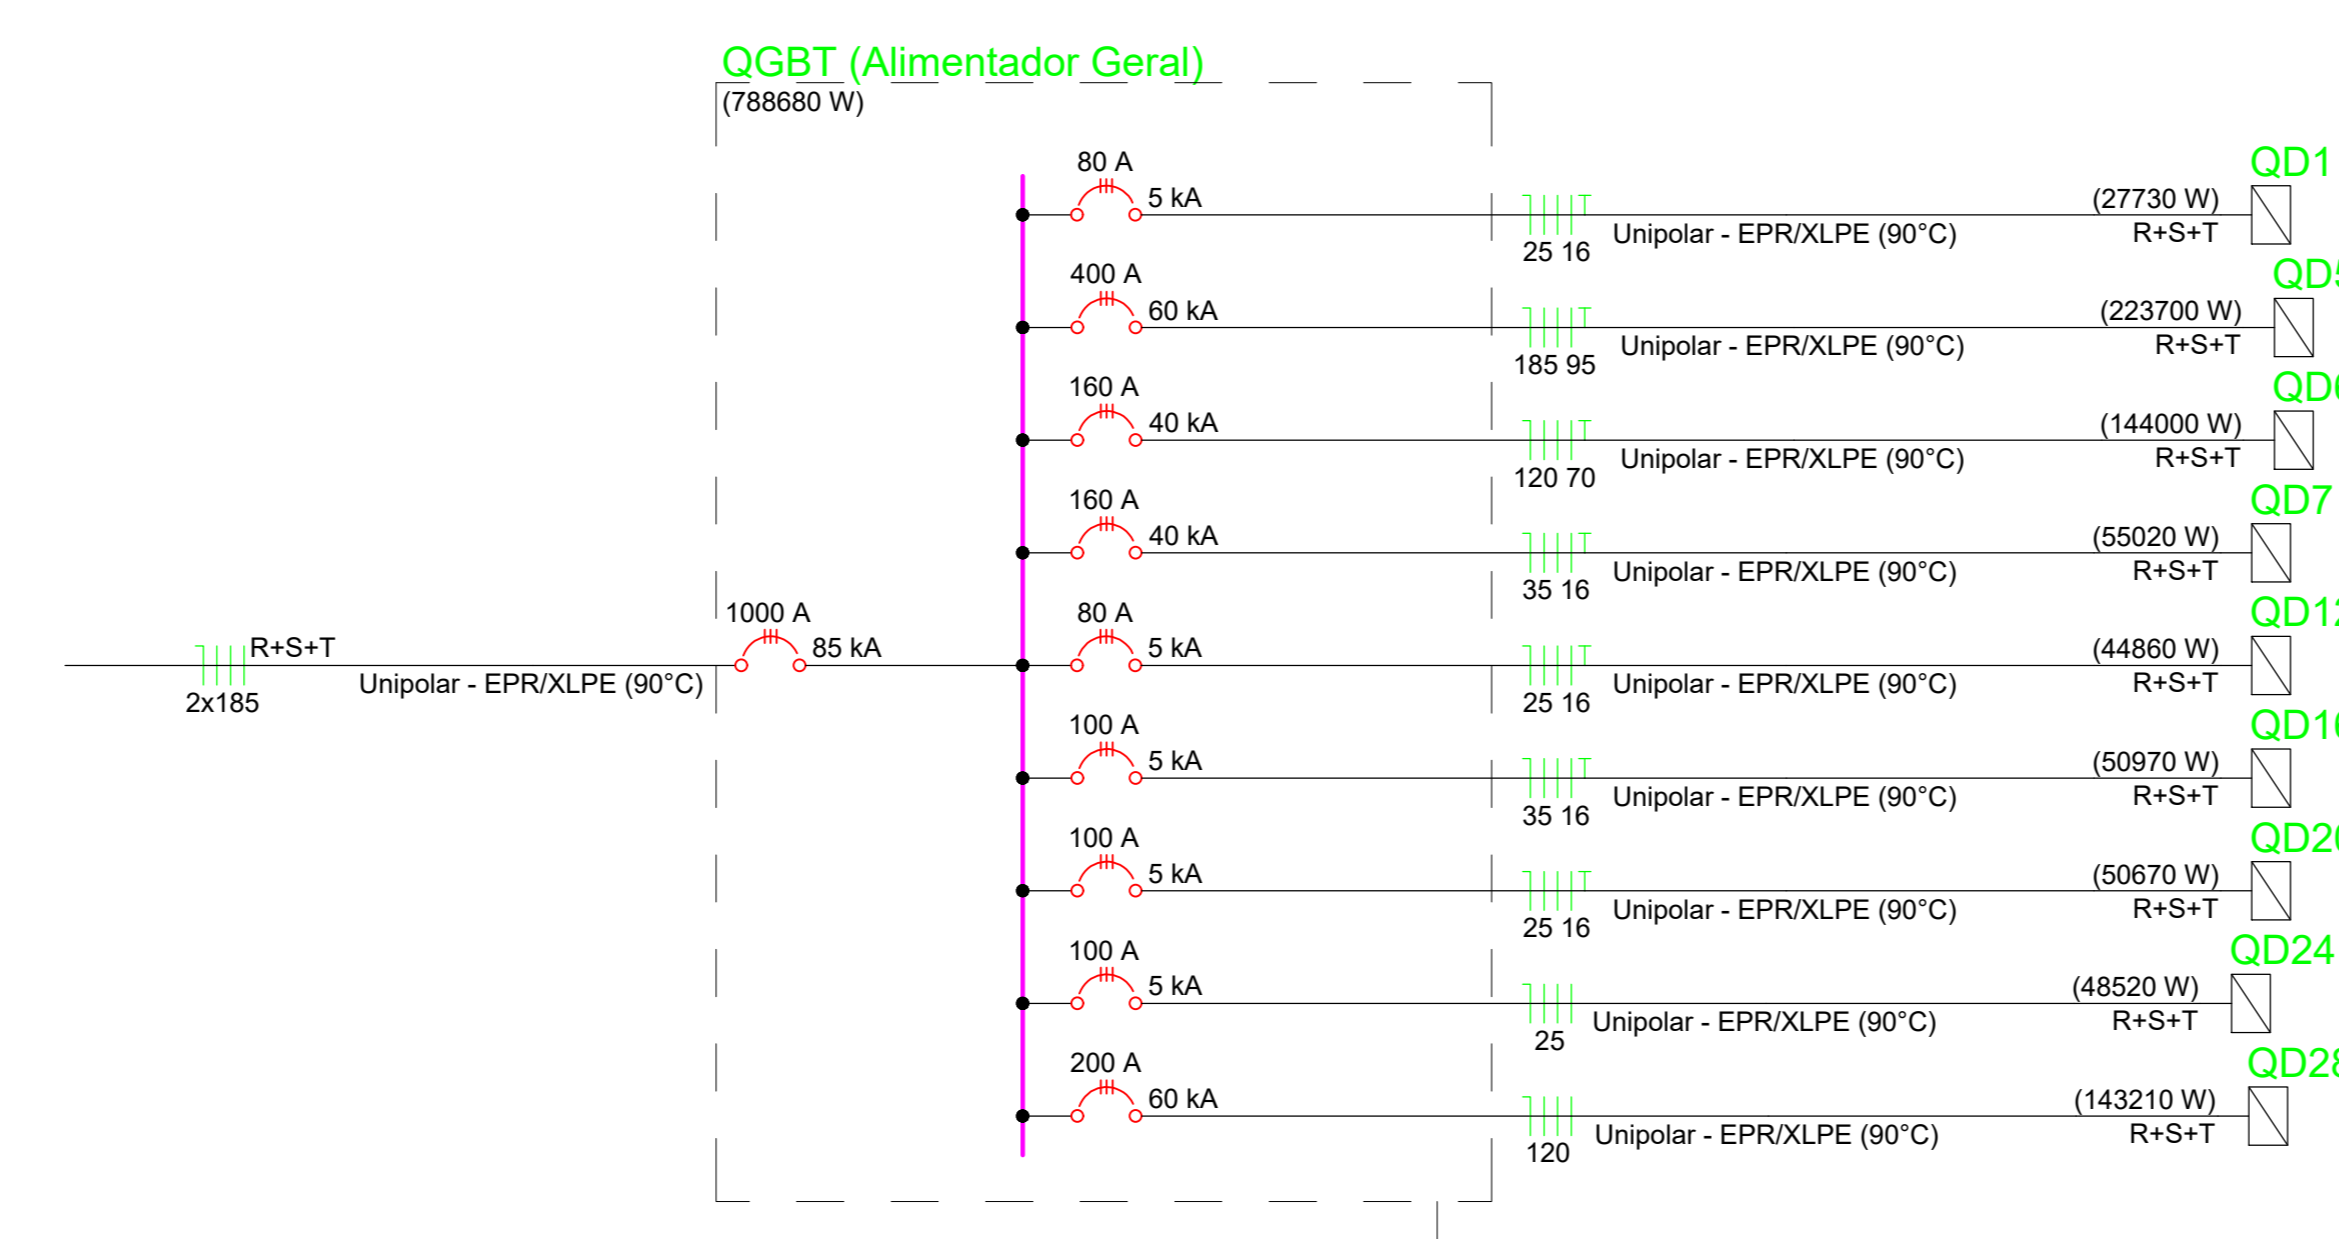 QGBT (Alimentador Geral)
(788680 W)
80 A
5 kA
25 16
Unipolar - EPR/XLPE (90°C)
(27730 W)
R+S+T
QD1
400 A
60 kA
185 95
Unipolar - EPR/XLPE (90°C)
(223700 W)
R+S+T
160 A
40 kA
120 70
Unipolar - EPR/XLPE (90°C)
(144000 W)
R+S+T
160 A
40 kA
35 16
Unipolar - EPR/XLPE (90°C)
(55020 W)
R+S+T
QD7
R+S+T
2x185
Unipolar - EPR/XLPE (90°C)
1000 A
85 kA
80 A
5 kA
25 16
Unipolar - EPR/XLPE (90°C)
(44860 W)
R+S+T
100 A
5 kA
35 16
Unipolar - EPR/XLPE (90°C)
(50970 W)
R+S+T
100 A
5 kA
25 16
Unipolar - EPR/XLPE (90°C)
(50670 W)
R+S+T
100 A
5 kA
25
Unipolar - EPR/XLPE (90°C)
(48520 W)
R+S+T
QD24
200 A
60 kA
120
Unipolar - EPR/XLPE (90°C)
(143210 W)
R+S+T